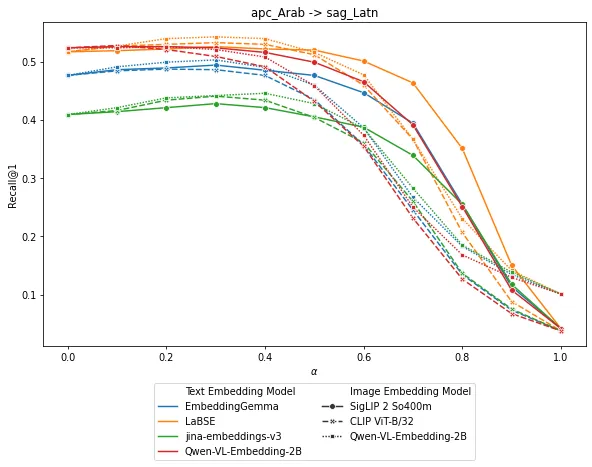 apc_Arab -> sag_Latn
Recall@1
0.5
0.4
0.3
0.2
0.1
0.0 0.2 0.4 0.6 0.8 1.0
α
Text Embedding Model Image Embedding Model
EmbeddingGemma SigLIP 2 So400m
LaBSE CLIP ViT-B/32
jina-embeddings-v3 Qwen-VL-Embedding-2B
Qwen-VL-Embedding-2B